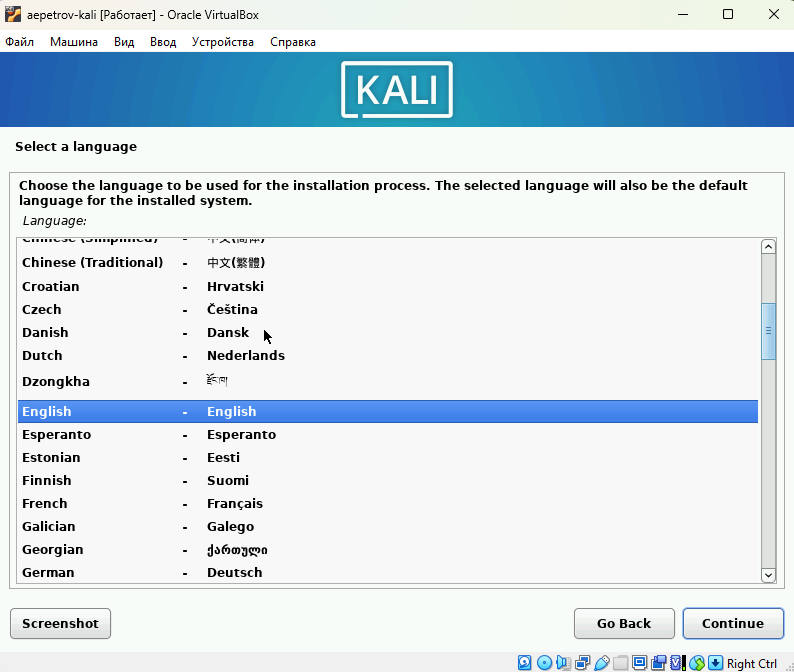 aepetrov-kali [Работает] - Oracle VirtualBox
Файл Машина Вид Ввод Устройства Справка
KALI
Select a language
Choose the language to be used for the installation process. The selected language will also be the default
language for the installed system.
Language:
Chinese (Simplified) - 中文(简体)
Chinese (Traditional) - 中文(繁體)
Croatian - Hrvatski
Czech - Čeština
Danish - Dansk
Dutch - Nederlands
Dzongkha - རྫོང་ཁ།
English - English
Esperanto - Esperanto
Estonian - Eesti
Finnish - Suomi
French - Français
Galician - Galego
Georgian - ქართული
German - Deutsch
Screenshot Go Back Continue
Right Ctrl